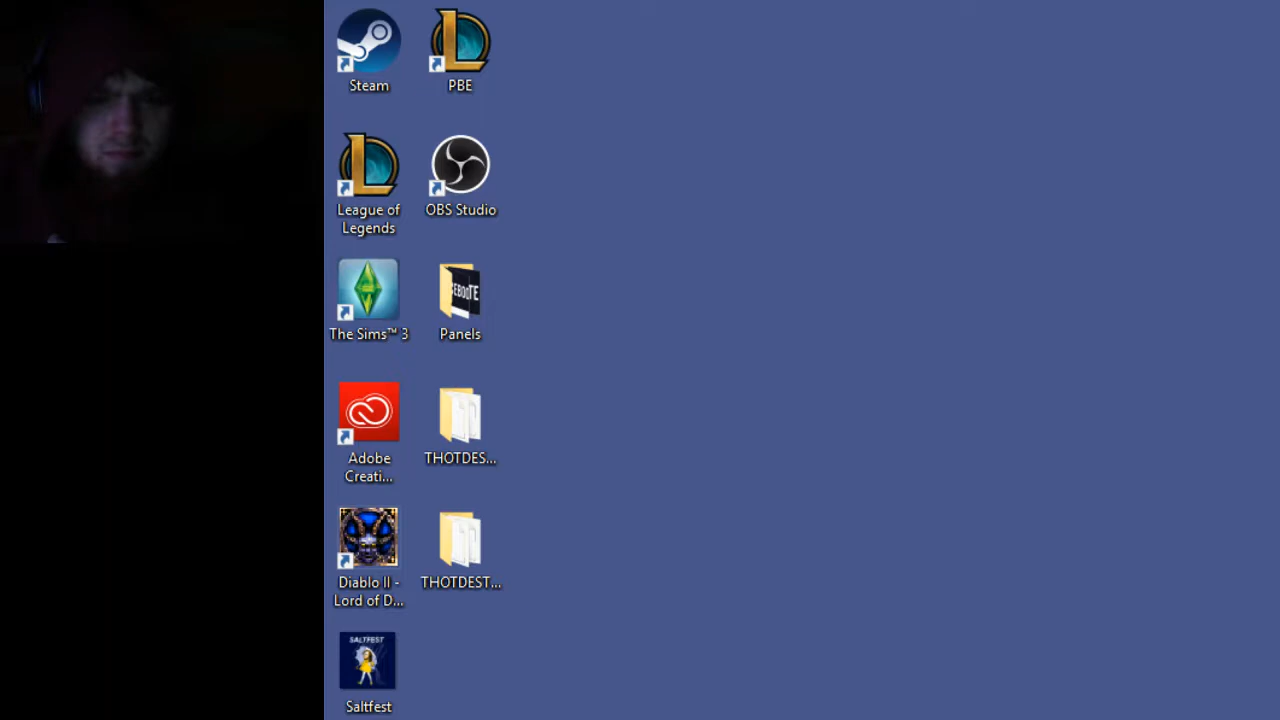 Steam
PBE
League of
Legends
OBS Studio
The Sims™ 3
Panels
Adobe
Creati...
THOTDES...
Diablo II -
Lord of D...
THOTDEST...
SALTFEST
Saltfest